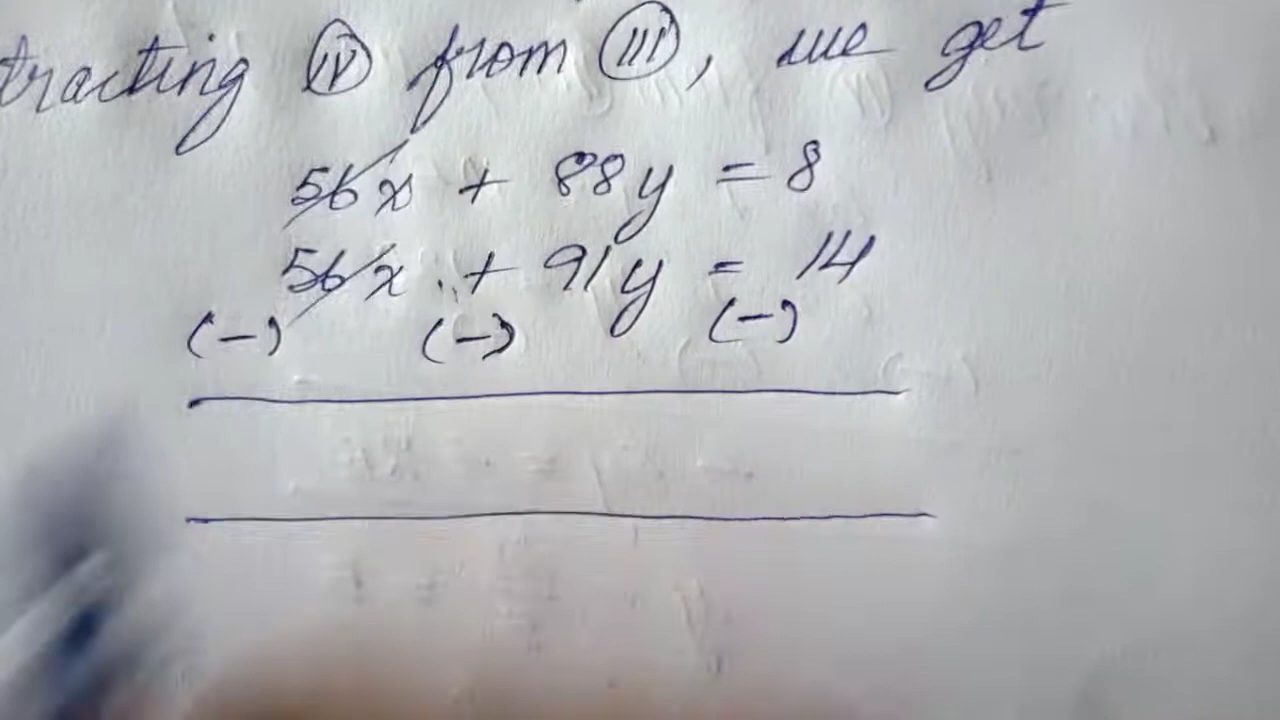 tracting (IV) from (III), we get
56x + 88y = 8
56x + 91y = 14
(-) (-) (-)